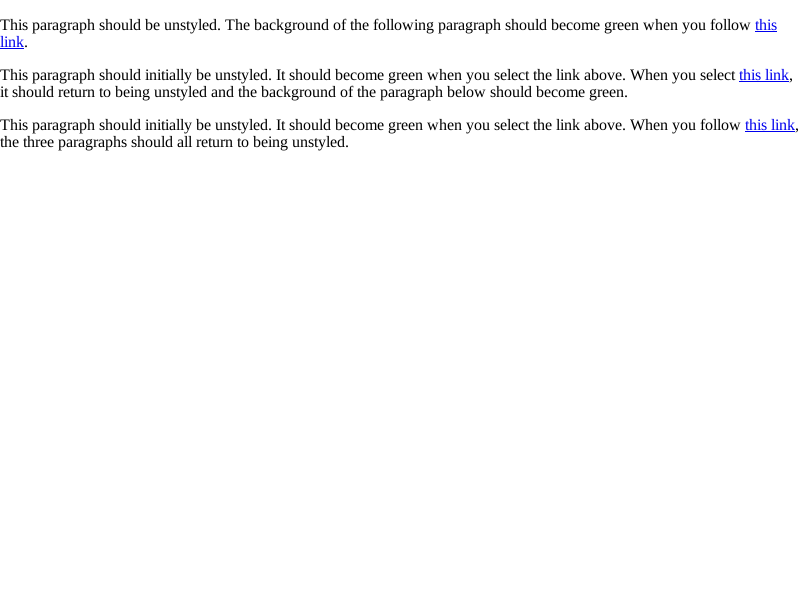 This paragraph should be unstyled. The background of the following paragraph should become green when you follow this
link.
This paragraph should initially be unstyled. It should become green when you select the link above. When you select this link,
it should return to being unstyled and the background of the paragraph below should become green.
This paragraph should initially be unstyled. It should become green when you select the link above. When you follow this link,
the three paragraphs should all return to being unstyled.